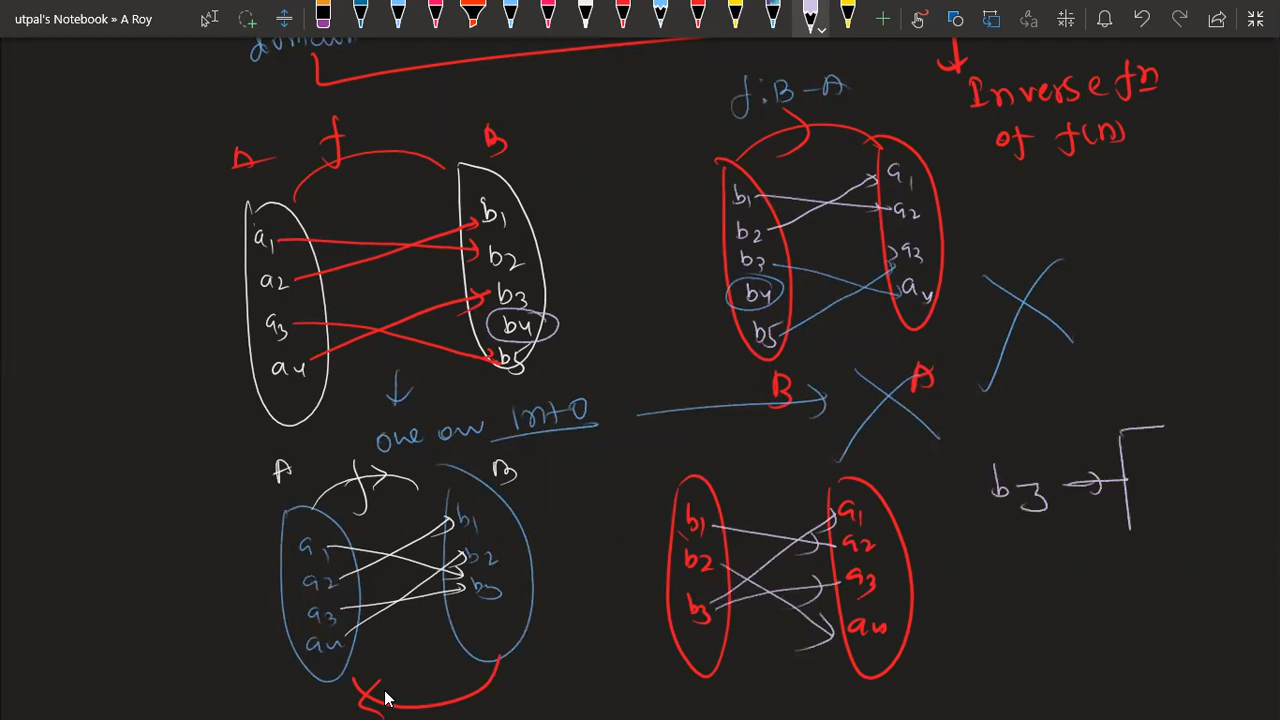 utpal's Notebook » A Roy
domain
f: B-A
Inverse fn
of f(n)
A f B
a1
a2
a3
a4
b1
b2
b3
b4
b5
b1
b2
b3
b4
b5
a1
a2
a3
a4
B A
one one INTO
A f B
a1
a2
a3
a4
b1
b2
b3
b1
b2
b3
a1
a2
a3
a4
b3